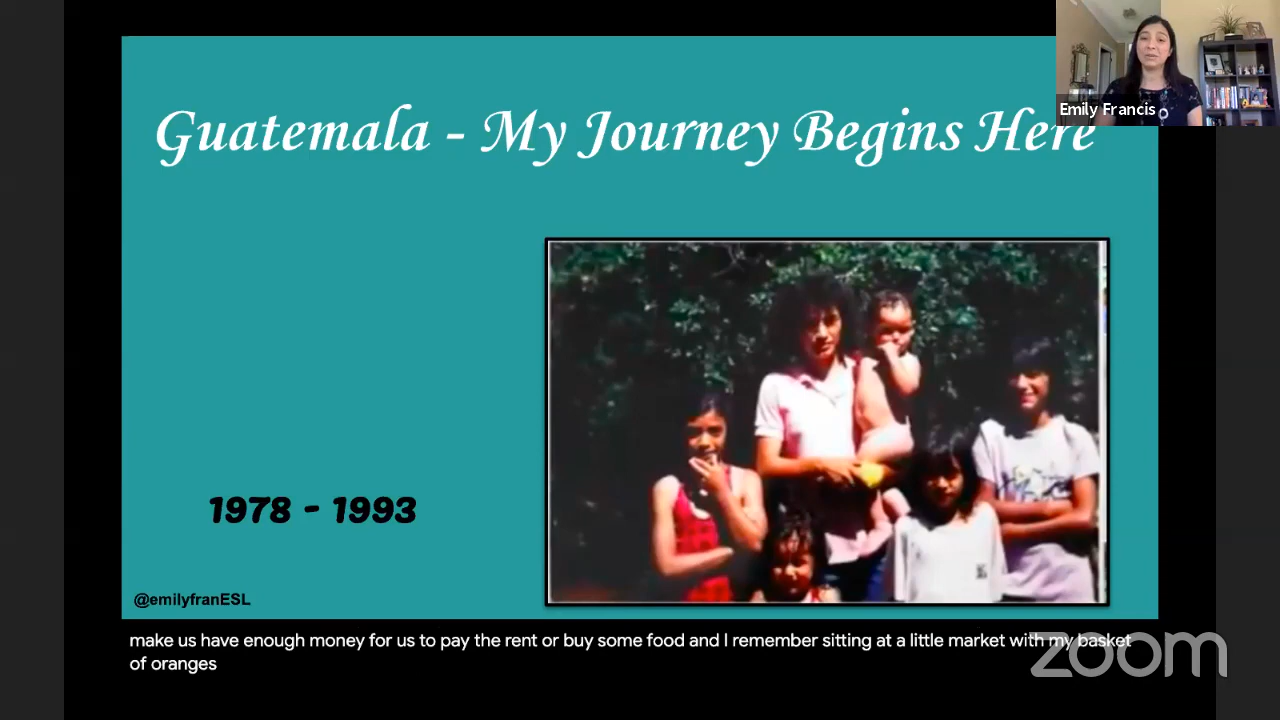 Guatemala - My Journey Begins Here
Emily Francis
1978 - 1993
@emilyfranESL
make us have enough money for us to pay the rent or buy some food and I remember sitting at a little market with my basket
of oranges
zoom